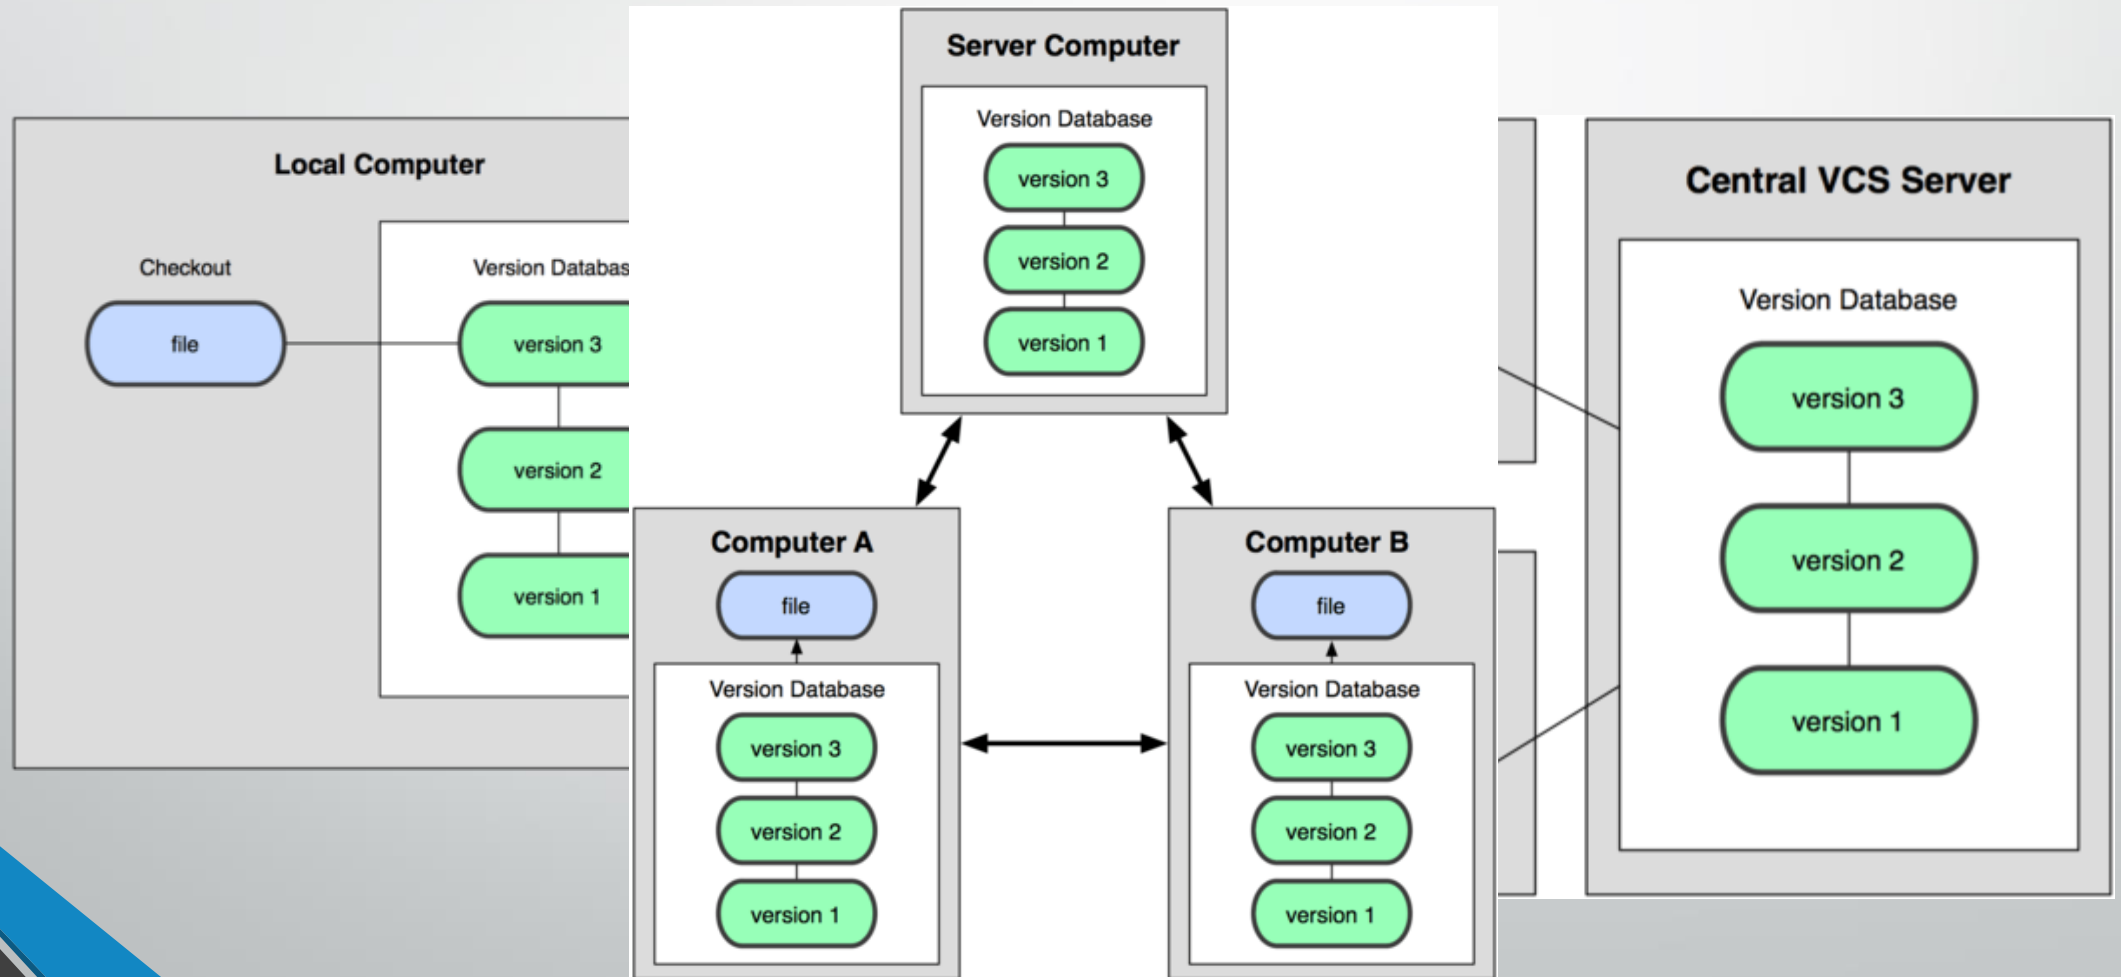 Local Computer
Checkout
file
Version Databas
version 3
version 2
version 1
Server Computer
Version Database
version 3
version 2
version 1
Computer A
file
Version Database
version 3
version 2
version 1
Computer B
file
Version Database
version 3
version 2
version 1
Central VCS Server
Version Database
version 3
version 2
version 1